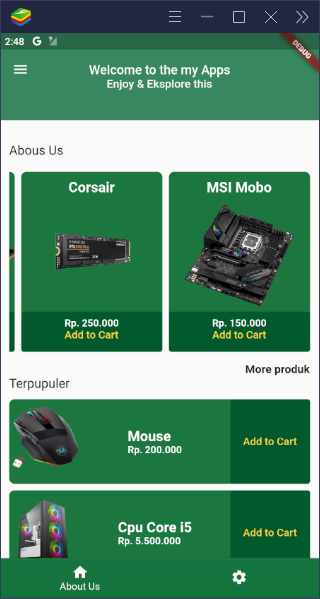 2:48 G
DEBUG
Welcome to the my Apps
Enjoy & Eksplore this
Abous Us
Corsair
MSI Mobo
Rp. 250.000
Add to Cart
Rp. 150.000
Add to Cart
More produk
Terpupuler
Mouse
Rp. 200.000
Add to Cart
Cpu Core i5
Rp. 5.500.000
Add to Cart
About Us